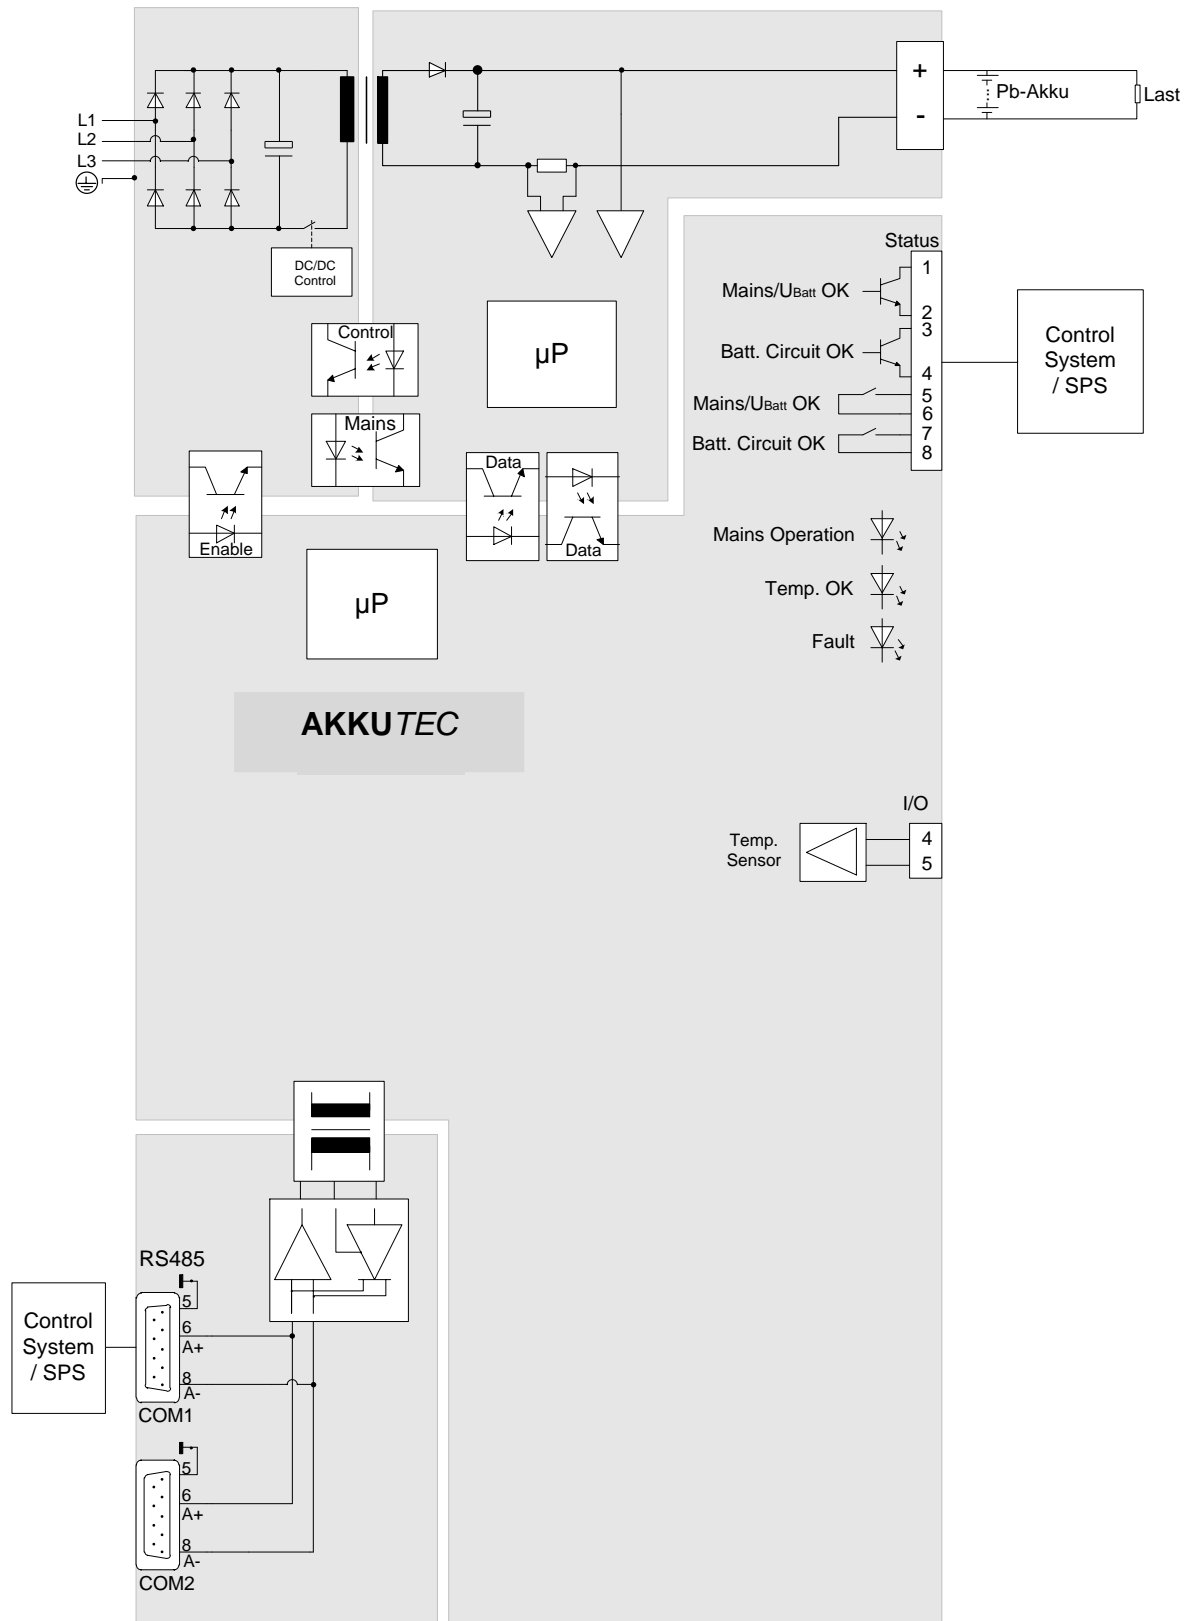 +
Pb-Akku
Last
-
L1
L2
L3
DC/DC
Control
Status
1
Mains/UBatt OK
2
3
Batt. Circuit OK
4
Mains/UBatt OK
5
6
Batt. Circuit OK
7
8
Control
System
/ SPS
Control
µP
Mains
Data
Data
Enable
µP
Mains Operation
Temp. OK
Fault
AKKUTEC
I/O
Temp.
Sensor
4
5
RS485
5
6
A+
8
A-
COM1
Control
System
/ SPS
5
6
A+
8
A-
COM2